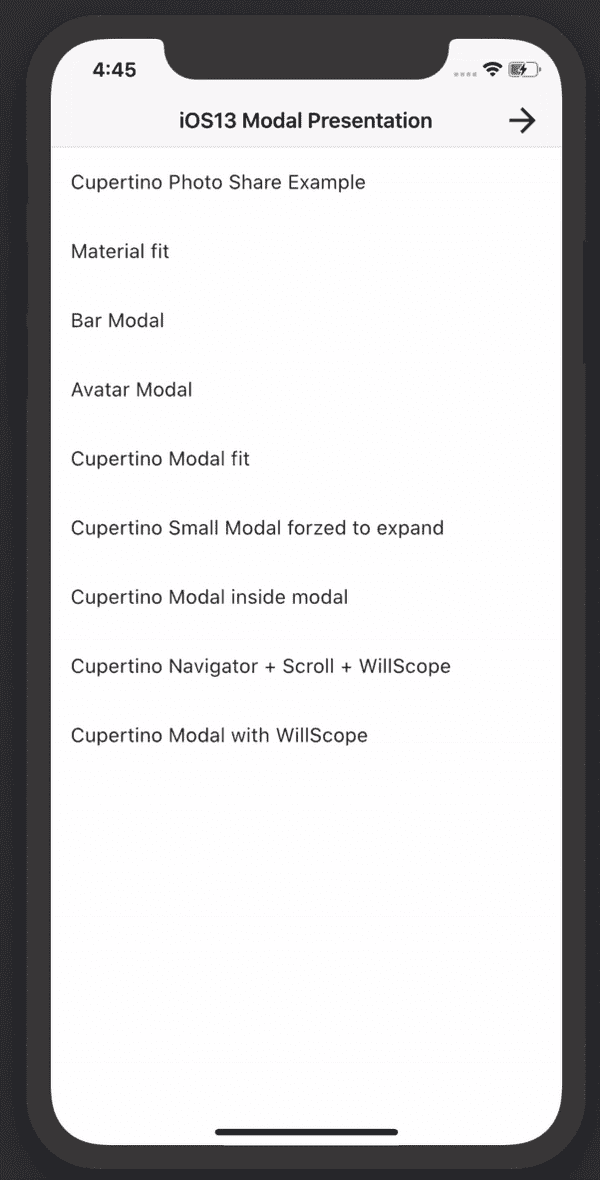 4:45
iOS13 Modal Presentation
Cupertino Photo Share Example
Material fit
Bar Modal
Avatar Modal
Cupertino Modal fit
Cupertino Small Modal forzed to expand
Cupertino Modal inside modal
Cupertino Navigator + Scroll + WillScope
Cupertino Modal with WillScope